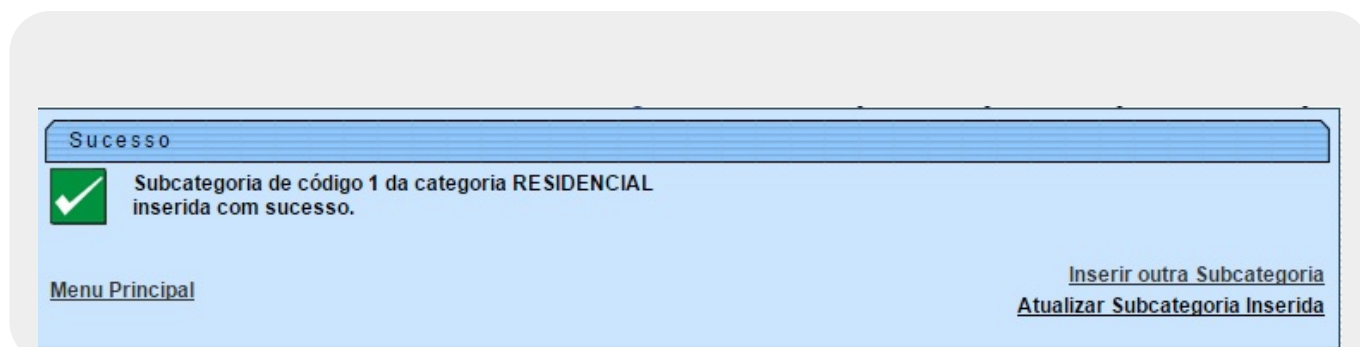 Sucesso
Subcategoria de código 1 da categoria RESIDENCIAL
inserida com sucesso.
Menu Principal
Inserir outra Subcategoria
Atualizar Subcategoria Inserida